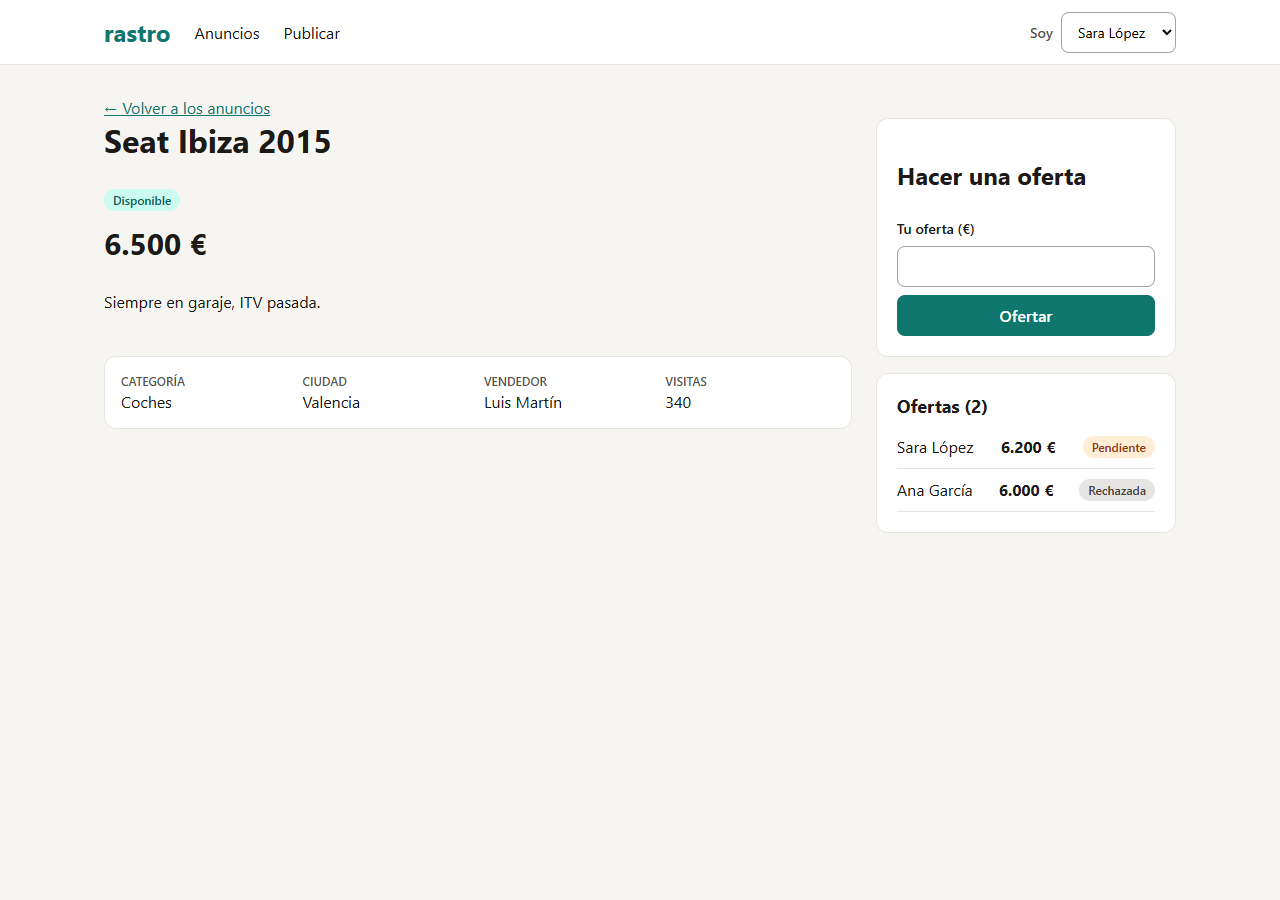 rastro Anuncios Publicar Soy Sara López
← Volver a los anuncios
Seat Ibiza 2015
Disponible
6.500 €
Siempre en garaje, ITV pasada.
CATEGORÍA CIUDAD VENDEDOR VISITAS
Coches Valencia Luis Martín 340
Hacer una oferta
Tu oferta (€)
Ofertar
Ofertas (2)
Sara López 6.200 € Pendiente
Ana García 6.000 € Rechazada